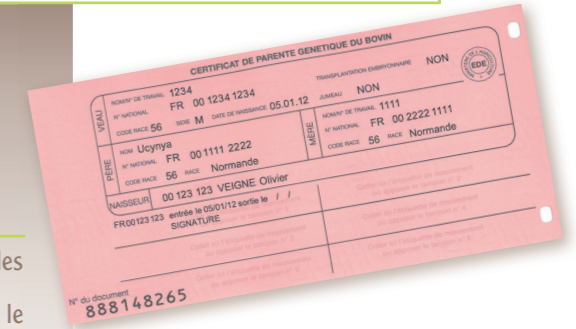 CERTIFICAT DE PARENTE GENETIQUE DU BOVIN
VEAU
NOM/N° DE TRAVAIL 1234
N° NATIONAL FR 00 1234 1234
TRANSPLANTATION EMBRYONNAIRE NON
EDE
CODE RACE 56 SEXE M DATE DE NAISSANCE 05.01.12 JUMEAU NON
PÈRE
NOM Ucynya
N° NATIONAL FR 00 1111 2222
CODE RACE 56 RACE Normande
MÈRE
NOM/N° DE TRAVAIL 1111
N° NATIONAL FR 00 2222 1111
CODE RACE 56 RACE Normande
NAISSEUR 00 123 123 VEIGNE Olivier
FR00123123 entrée le 05/01/12 sortie le / /
SIGNATURE
N° du document
888148265
les
le